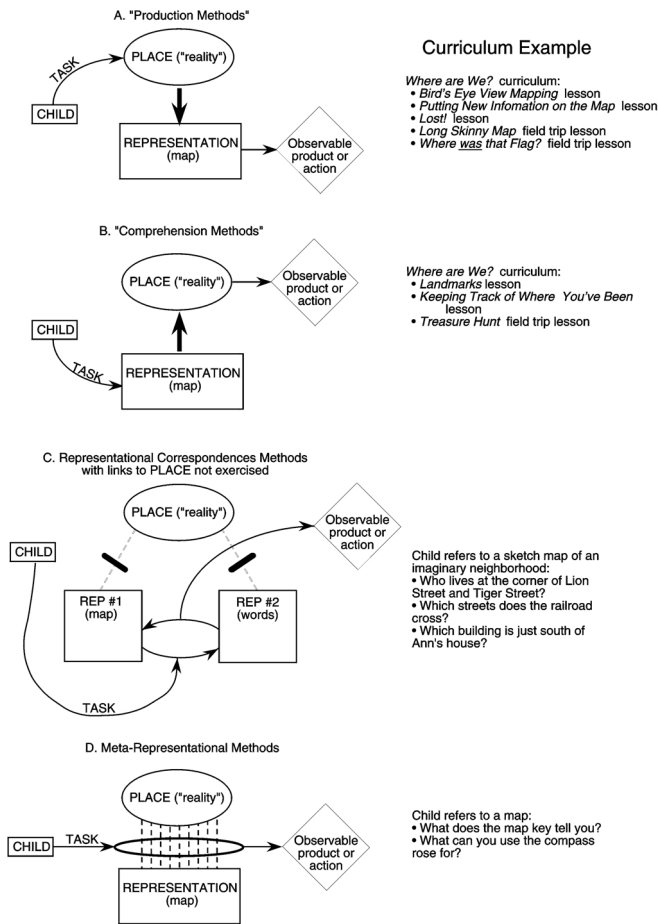 A. "Production Methods"
PLACE ("reality")
TASK
CHILD
REPRESENTATION
(map)
Observable
product or
action
Curriculum Example
Where are We? curriculum:
• Bird's Eye View Mapping lesson
• Putting New Infomation on the Map lesson
• Lost! lesson
• Long Skinny Map field trip lesson
• Where was that Flag? field trip lesson
B. "Comprehension Methods"
PLACE ("reality")
Observable
product or
action
CHILD
TASK
REPRESENTATION
(map)
Where are We? curriculum:
• Landmarks lesson
• Keeping Track of Where You've Been
lesson
• Treasure Hunt field trip lesson
C. Representational Correspondences Methods
with links to PLACE not exercised
PLACE ("reality")
Observable
product or
action
CHILD
REP #1
(map)
REP #2
(words)
TASK
Child refers to a sketch map of an
imaginary neighborhood:
• Who lives at the corner of Lion
Street and Tiger Street?
• Which streets does the railroad
cross?
• Which building is just south of
Ann's house?
D. Meta-Representational Methods
PLACE ("reality")
CHILD
TASK
Observable
product or
action
REPRESENTATION
(map)
Child refers to a map:
• What does the map key tell you?
• What can you use the compass
rose for?